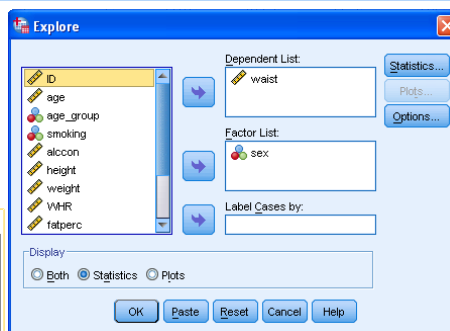 Explore
Dependent List:
waist
Statistics...
Plots...
Options...
ID
age
age_group
smoking
alccon
height
weight
WHR
fatperc
Factor List:
sex
Label Cases by:
Display
Both Statistics Plots
OK Paste Reset Cancel Help